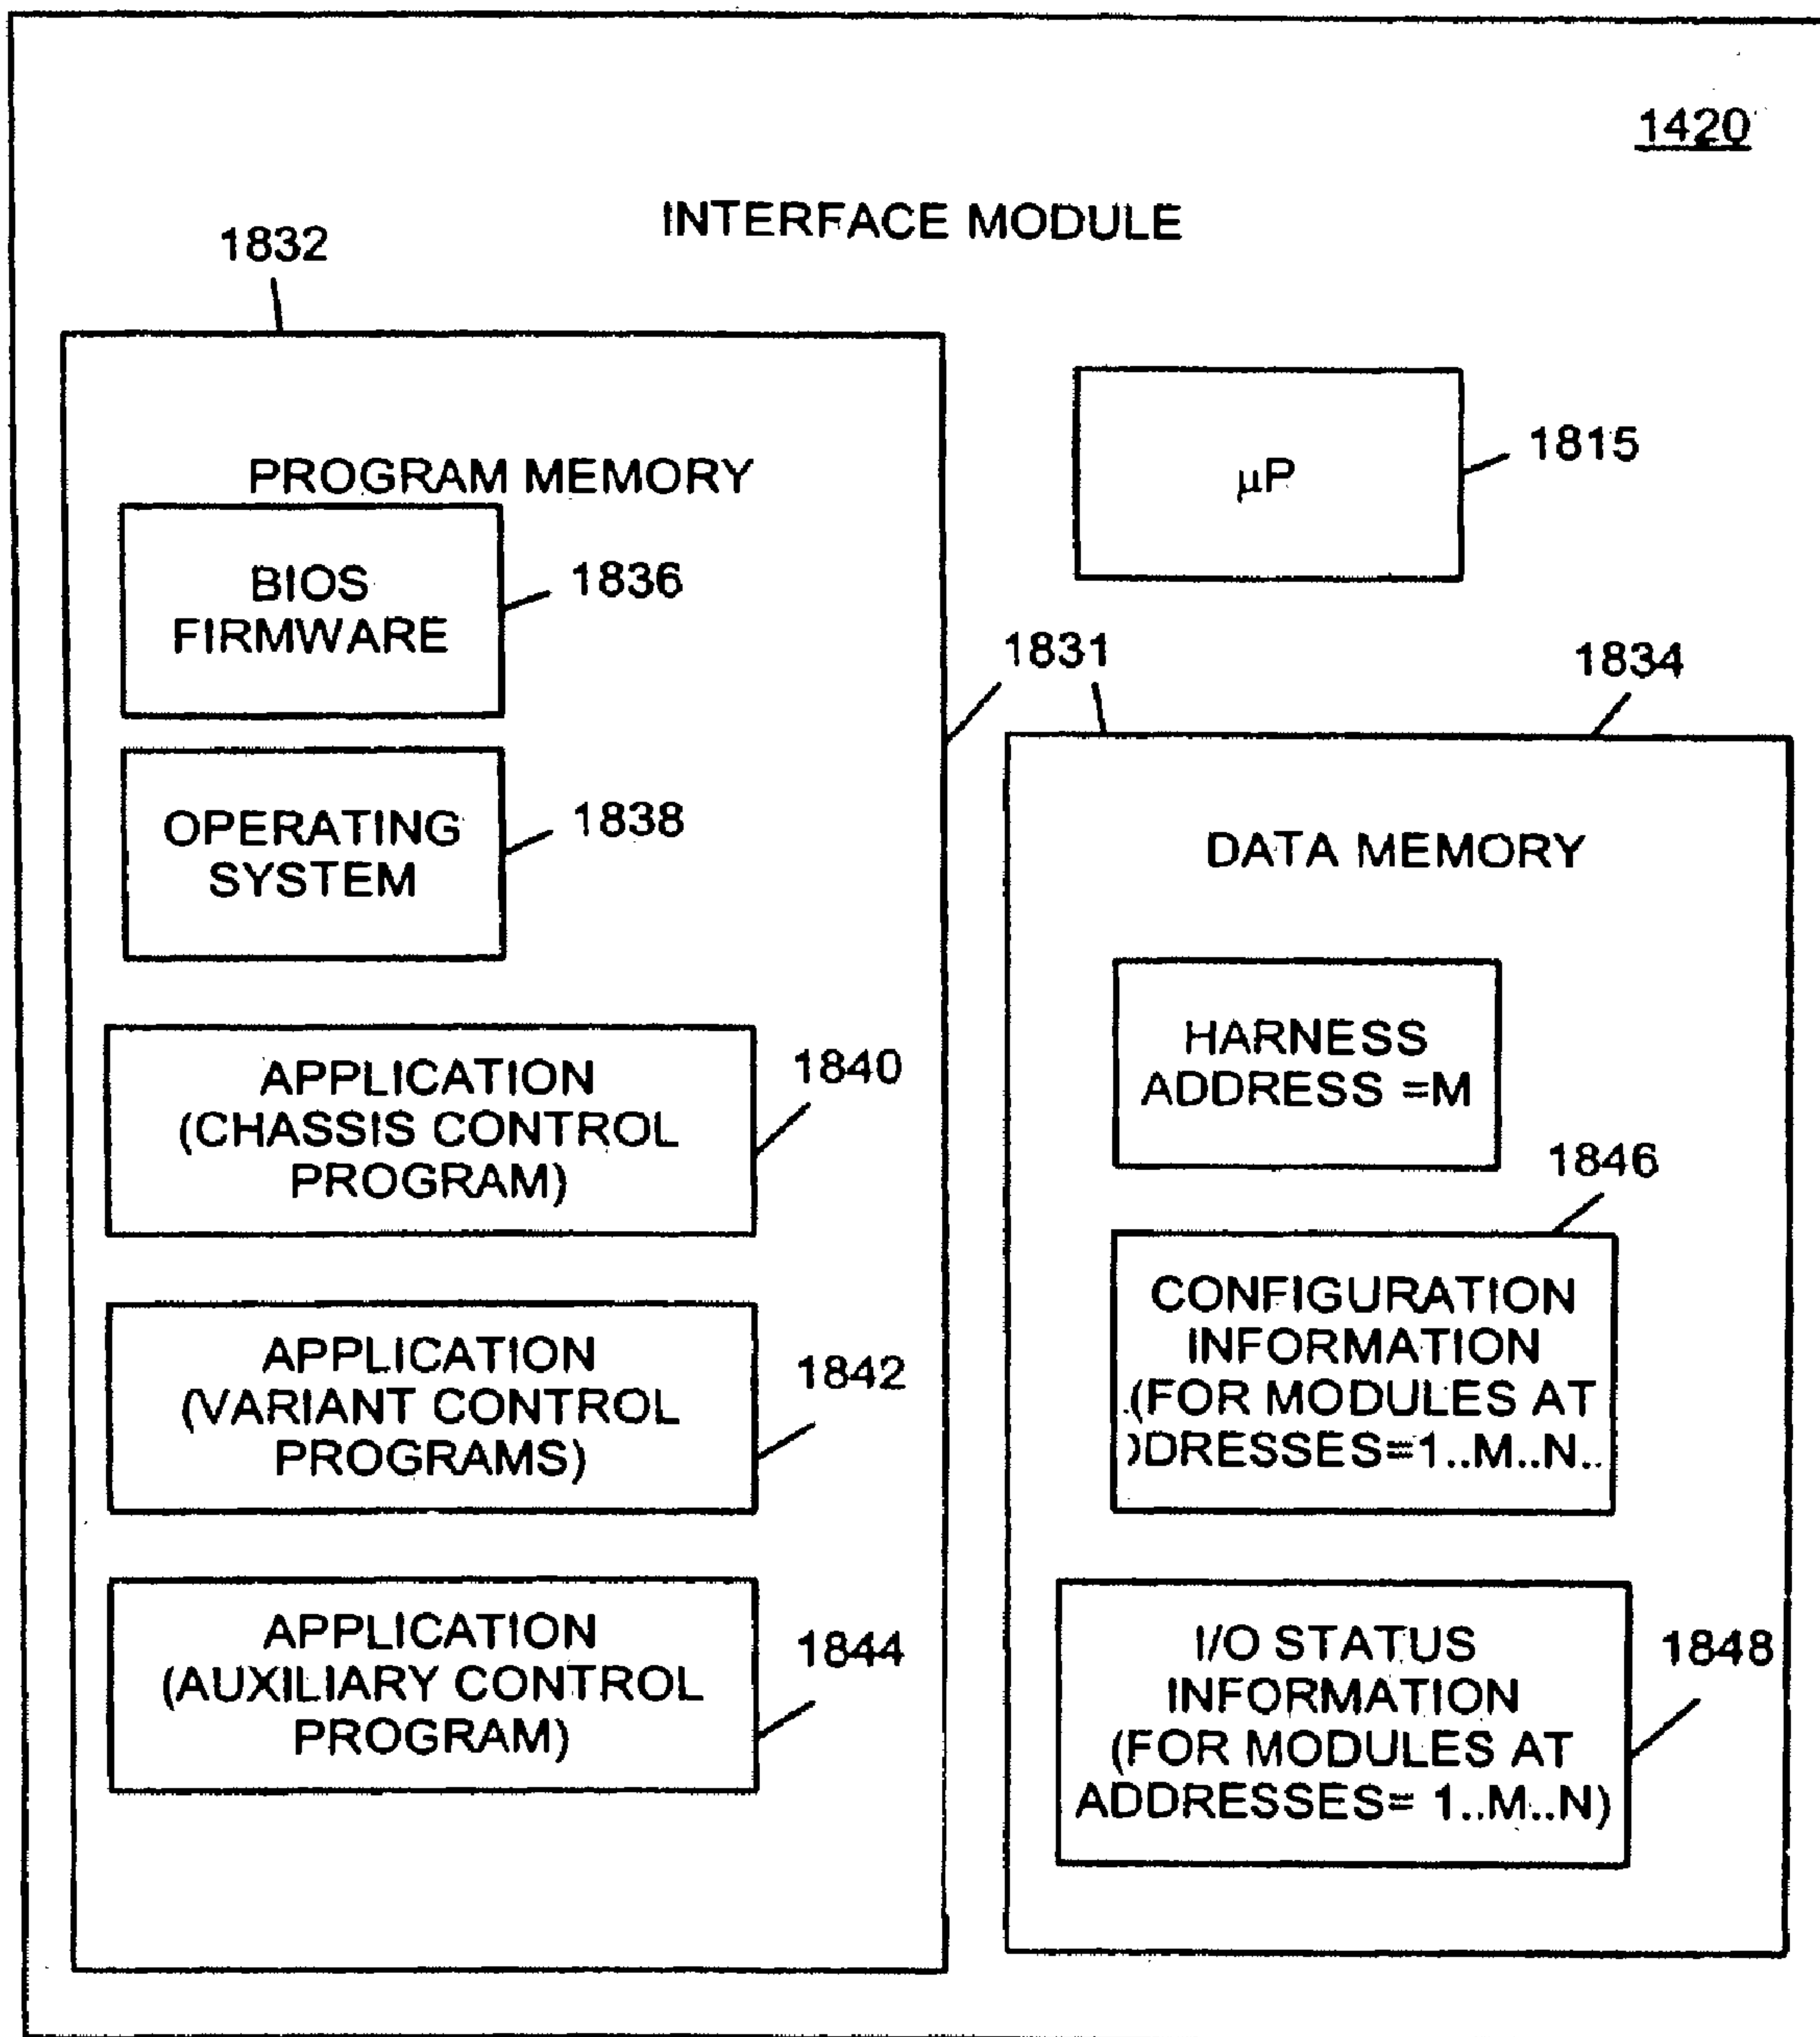 1420
INTERFACE MODULE
1832
PROGRAM MEMORY
BIOS
FIRMWARE
1836
OPERATING
SYSTEM
1838
APPLICATION
(CHASSIS CONTROL
PROGRAM)
1840
APPLICATION
(VARIANT CONTROL
PROGRAMS)
1842
APPLICATION
(AUXILIARY CONTROL
PROGRAM)
1844
μP
1815
1831
1834
DATA MEMORY
HARNESS
ADDRESS =M
1846
CONFIGURATION
INFORMATION
(FOR MODULES AT
DDRESSES=1..M..N..
I/O STATUS
INFORMATION
(FOR MODULES AT
ADDRESSES= 1..M..N)
1848